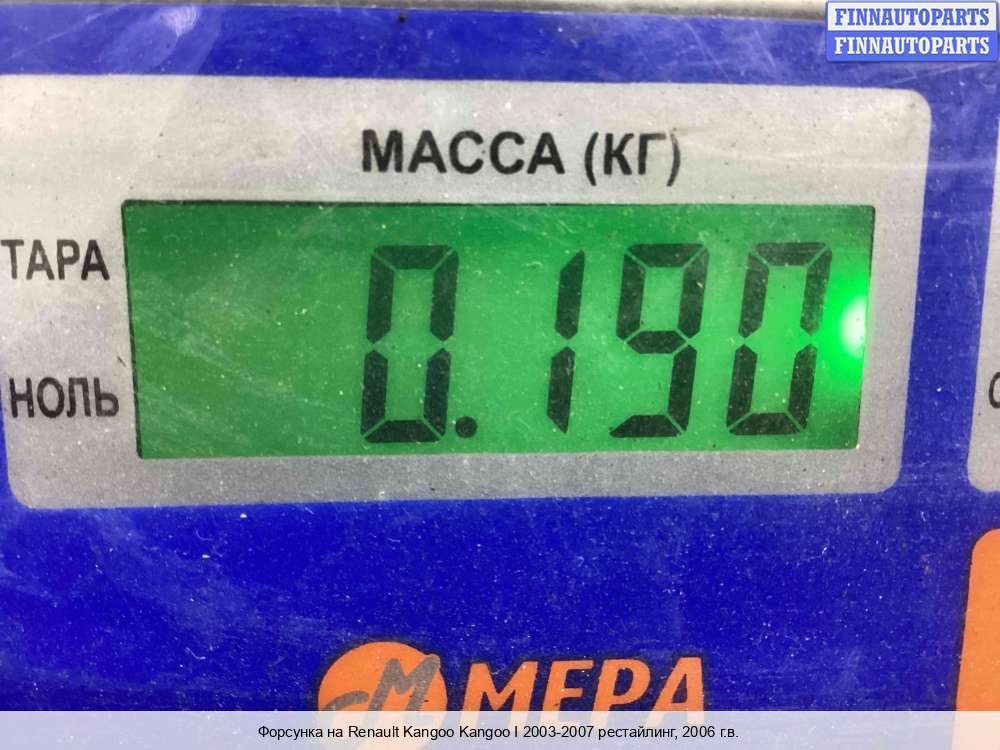 FINNAUTOPARTS
FINNAUTOPARTS
МАССА (КГ)
ТАРА
0.190
НОЛЬ
М МЕРА
Форсунка на Renault Kangoo Kangoo I 2003-2007 рестайлинг, 2006 г.в.